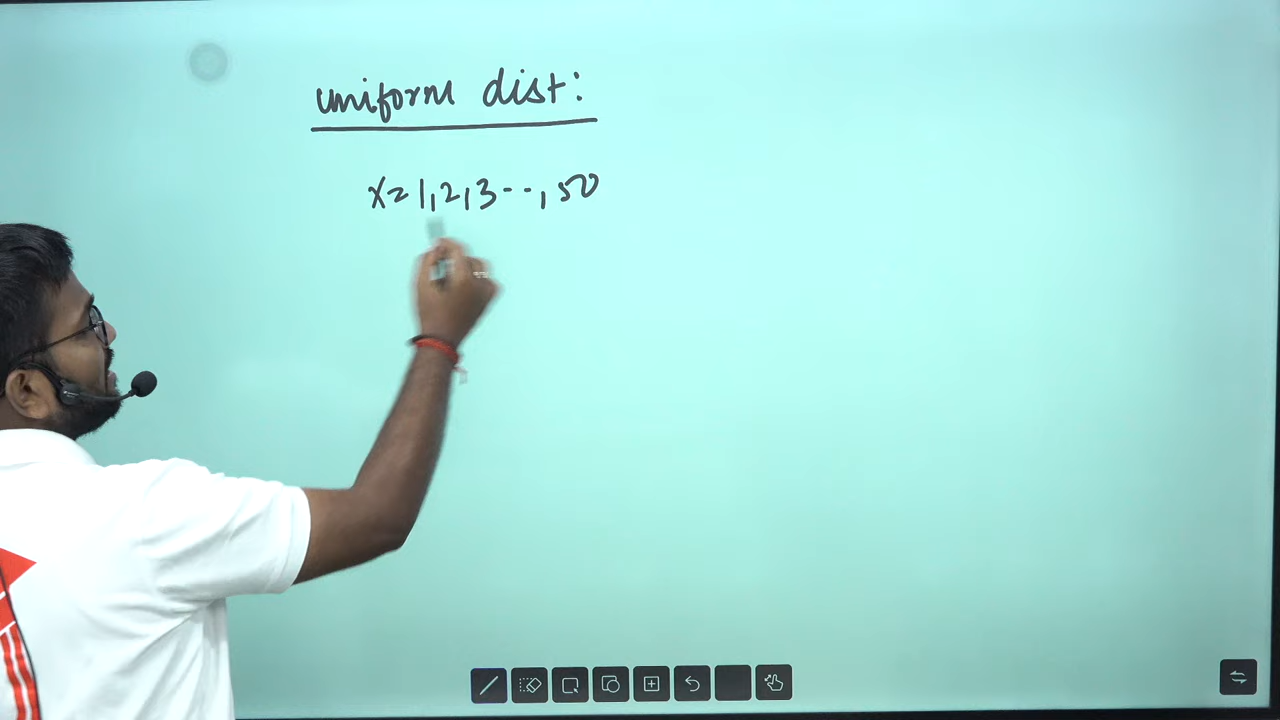 uniform dist:
X= 1,2,3--,50